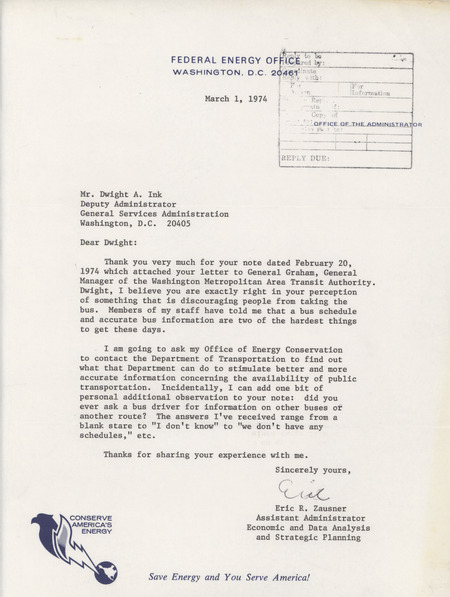 FEDERAL ENERGY OFFICE
WASHINGTON, D.C. 20461
March 1, 1974
to be
by:
For
For
Information
Copy of
OFFICE OF THE ADMINISTRATOR
REPLY DUE:
Mr. Dwight A. Ink
Deputy Administrator
General Services Administration
Washington, D.C. 20405
Dear Dwight:
Thank you very much for your note dated February 20,
1974 which attached your letter to General Graham, General
Manager of the Washington Metropolitan Area Transit Authority.
Dwight, I believe you are exactly right in your perception
of something that is discouraging people from taking the
bus. Members of my staff have told me that a bus schedule
and accurate bus information are two of the hardest things
to get these days.
I am going to ask my Office of Energy Conservation
to contact the Department of Transportation to find out
what that Department can do to stimulate better and more
accurate information concerning the availability of public
transportation. Incidentally, I can add one bit of
personal additional observation to your note: did you
ever ask a bus driver for information on other buses or
another route? The answers I've received range from a
blank stare to "I don't know" to "we don't have any
schedules," etc.
Thanks for sharing your experience with me.
Sincerely yours,
Eric
Eric R. Zausner
Assistant Administrator
Economic and Data Analysis
and Strategic Planning
CONSERVE
AMERICA'S
ENERGY
Save Energy and You Serve America!